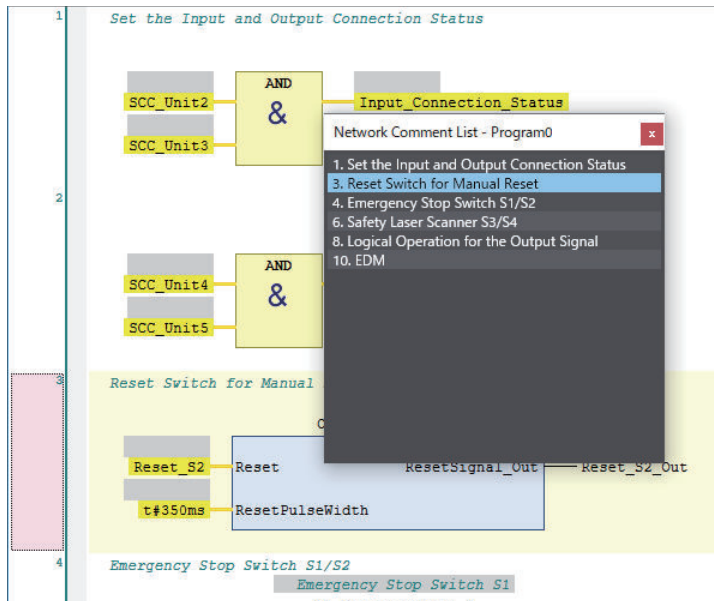 1
Set the Input and Output Connection Status
AND
SCC_Unit2
&
Input_Connection_Status
SCC_Unit3
Network Comment List - Program0
x
1. Set the Input and Output Connection Status
3. Reset Switch for Manual Reset
4. Emergency Stop Switch S1/S2
6. Safety Laser Scanner S3/S4
8. Logical Operation for the Output Signal
10. EDM
2
AND
SCC_Unit4
&
SCC_Unit5
3
Reset Switch for Manual
Reset_S2
Reset
ResetSignal_Out
Reset_S2_Out
t#350ms
ResetPulseWidth
4
Emergency Stop Switch S1/S2
Emergency Stop Switch S1